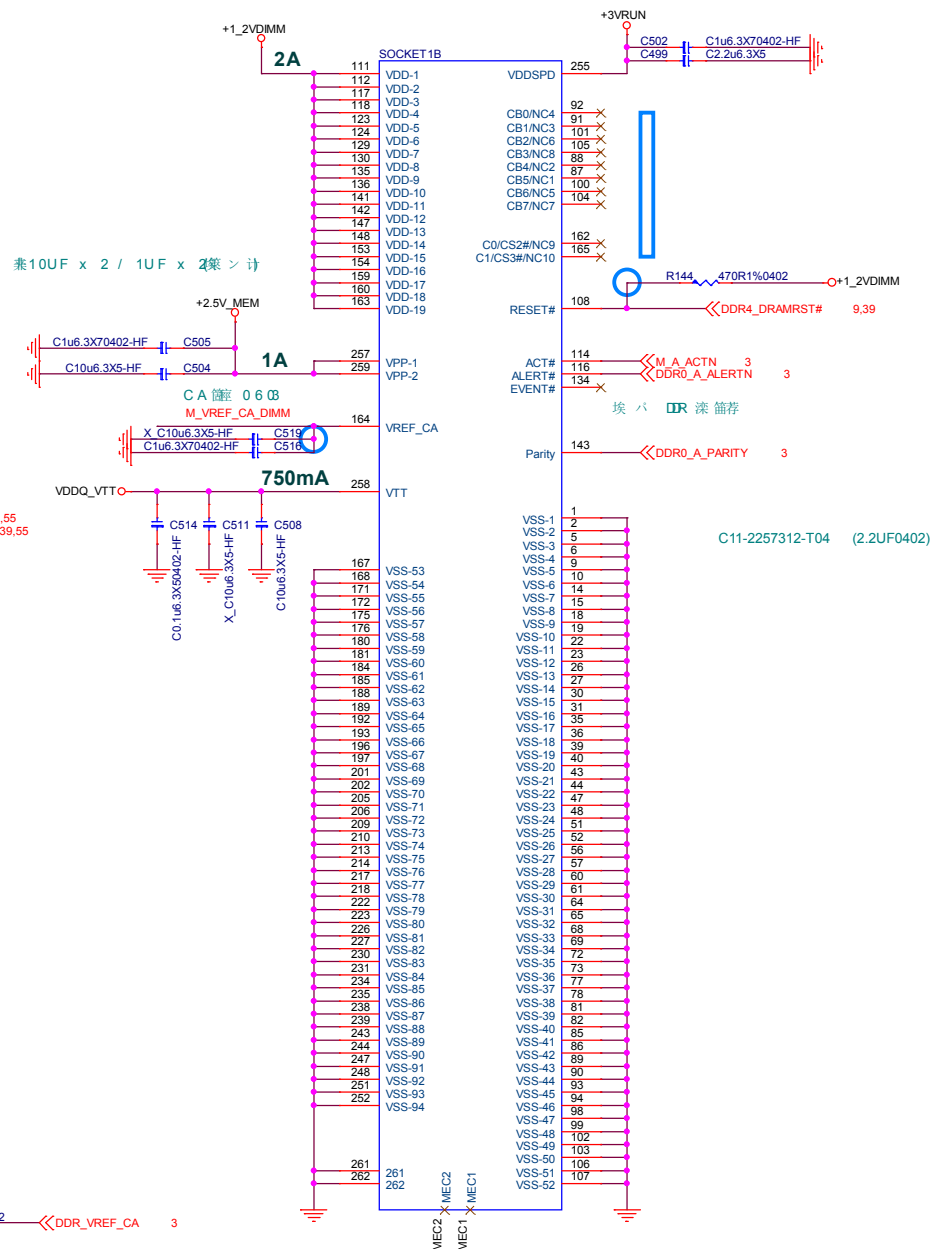 +1_2VDIMM
2A
SOCKET1B
+3VRUN
C502 C1u6.3X70402-HF
C499 C2.2u6.3X5
111 VDD-1
112 VDD-2
117 VDD-3
118 VDD-4
123 VDD-5
124 VDD-6
129 VDD-7
130 VDD-8
135 VDD-9
136 VDD-10
141 VDD-11
142 VDD-12
147 VDD-13
148 VDD-14
153 VDD-15
154 VDD-16
159 VDD-17
160 VDD-18
163 VDD-19
VDDSPD 255
CB0/NC4 92
CB1/NC3 91
CB2/NC6 101
CB3/NC8 105
CB4/NC2 88
CB5/NC1 87
CB6/NC5 100
CB7/NC7 104
C0/CS2#/NC9 162
C1/CS3#/NC10 165
R144 470R1%0402 +1_2VDIMM
RESET# 108 DDR4_DRAMRST# 9,39
10UF x 2 / 1UF x 2
+2.5V_MEM
C1u6.3X70402-HF C505
C10u6.3X5-HF C504
1A
257 VPP-1
259 VPP-2
ACT# 114 M_A_ACTN 3
ALERT# 116 DDR0_A_ALERTN 3
EVENT# 134
DDR
CA 0603
M_VREF_CA_DIMM
164 VREF_CA
X_C10u6.3X5-HF C519
C1u6.3X70402-HF C516
Parity 143 DDR0_A_PARITY 3
750mA
VDDQ_VTT 258 VTT
C514 C0.1u6.3X50402-HF
C511 X_C10u6.3X5-HF
C508 C10u6.3X5-HF
,55
39,55
C11-2257312-T04 (2.2UF0402)
167 VSS-53
168 VSS-54
171 VSS-55
172 VSS-56
175 VSS-57
176 VSS-58
180 VSS-59
181 VSS-60
184 VSS-61
185 VSS-62
188 VSS-63
189 VSS-64
192 VSS-65
193 VSS-66
196 VSS-67
197 VSS-68
201 VSS-69
202 VSS-70
205 VSS-71
206 VSS-72
209 VSS-73
210 VSS-74
213 VSS-75
214 VSS-76
217 VSS-77
218 VSS-78
222 VSS-79
223 VSS-80
226 VSS-81
227 VSS-82
230 VSS-83
231 VSS-84
234 VSS-85
235 VSS-86
238 VSS-87
239 VSS-88
243 VSS-89
244 VSS-90
247 VSS-91
248 VSS-92
251 VSS-93
252 VSS-94
261 261
262 262
VSS-1 1
VSS-2 2
VSS-3 5
VSS-4 6
VSS-5 9
VSS-6 10
VSS-7 14
VSS-8 15
VSS-9 18
VSS-10 19
VSS-11 22
VSS-12 23
VSS-13 26
VSS-14 27
VSS-15 30
VSS-16 31
VSS-17 35
VSS-18 36
VSS-19 39
VSS-20 40
VSS-21 43
VSS-22 44
VSS-23 47
VSS-24 48
VSS-25 51
VSS-26 52
VSS-27 56
VSS-28 57
VSS-29 60
VSS-30 61
VSS-31 64
VSS-32 65
VSS-33 68
VSS-34 69
VSS-35 72
VSS-36 73
VSS-37 77
VSS-38 78
VSS-39 81
VSS-40 82
VSS-41 85
VSS-42 86
VSS-43 89
VSS-44 90
VSS-45 93
VSS-46 94
VSS-47 98
VSS-48 99
VSS-49 102
VSS-50 103
VSS-51 106
VSS-52 107
MEC2 MEC1
MEC2 MEC1
2 DDR_VREF_CA 3